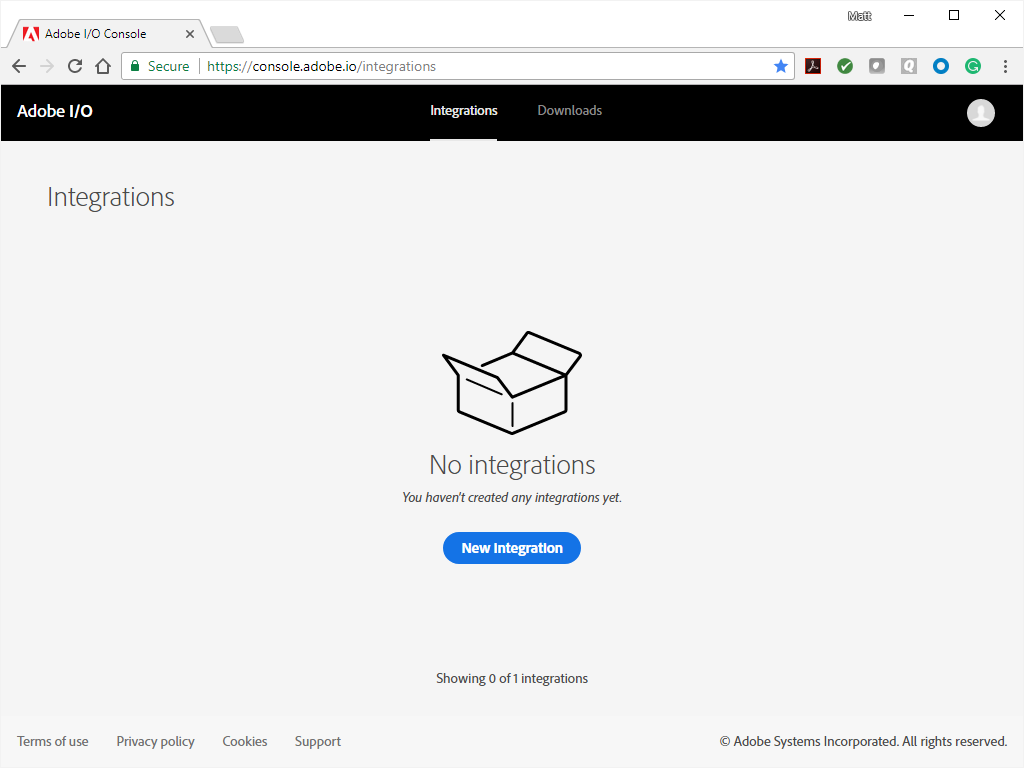 Matt
Adobe I/O Console
Secure https://console.adobe.io/integrations
Adobe I/O Integrations Downloads
Integrations
No integrations
You haven't created any integrations yet.
New Integration
Showing 0 of 1 integrations
Terms of use Privacy policy Cookies Support © Adobe Systems Incorporated. All rights reserved.